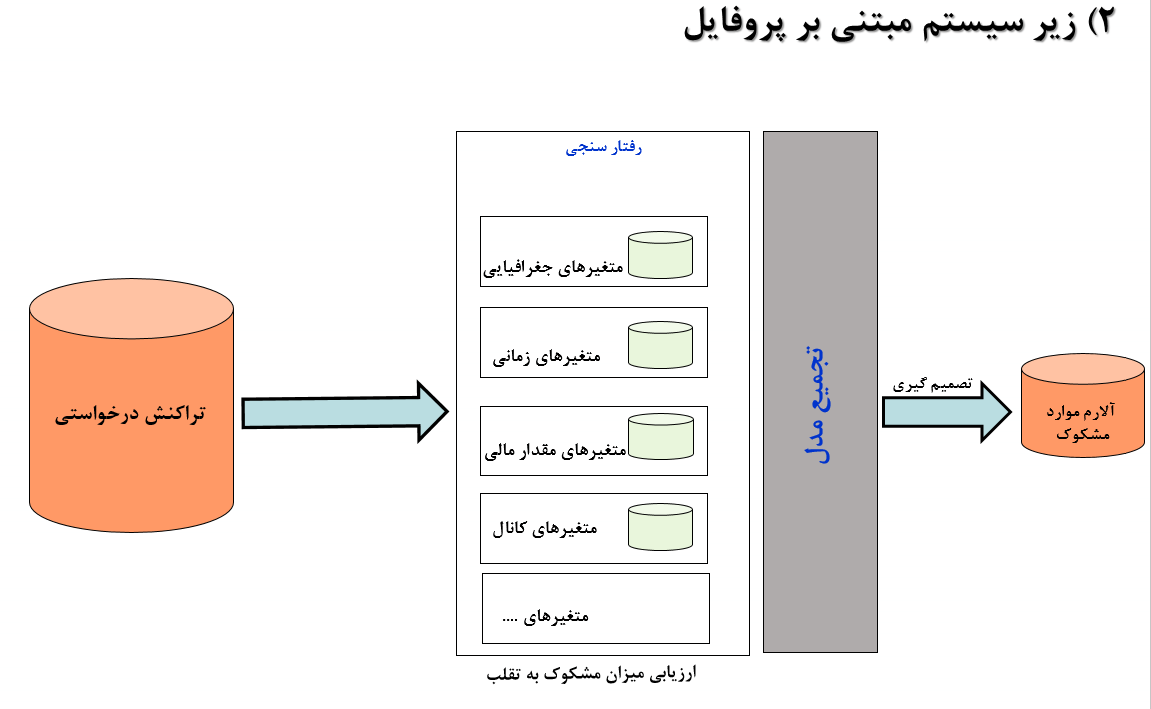 ۲) زیر سیستم مبتنی بر پروفایل
رفتار سنجی
متغیرهای جغرافیایی
متغیرهای زمانی
متغیرهای مقدار مالی
متغیرهای کانال
متغیرهای ....
ارزیابی میزان مشکوک به تقلب
تراکنش درخواستی
تجمیع مدل
تصمیم گیری
آلارم موارد
مشکوک